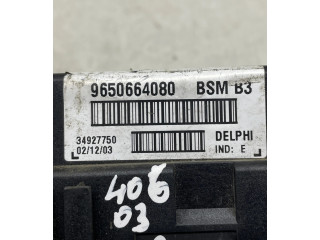 9650664080 BSM B3
34927750 DELPHI
02/12/03 IND: E
406
03